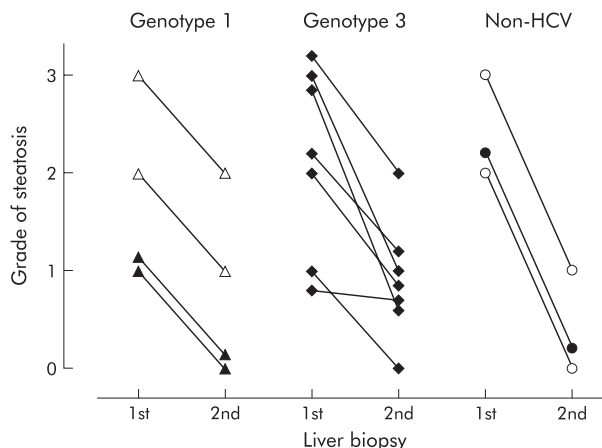 Genotype 1 Genotype 3 Non-HCV
Grade of steatosis
3
2
1
0
1st 2nd 1st 2nd 1st 2nd
Liver biopsy